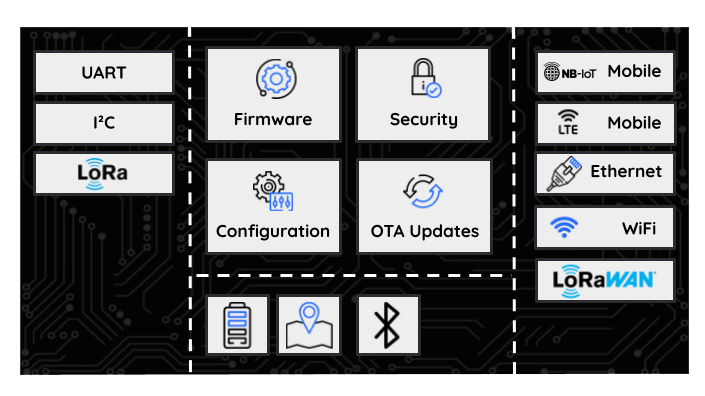 UART
I²C
LoRa
Firmware
Security
Configuration
OTA Updates
NB-IoT Mobile
LTE Mobile
Ethernet
WiFi
LoRaWAN